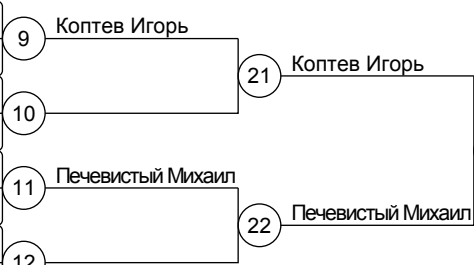 9 Коптев Игорь
21 Коптев Игорь
10
11 Печевистый Михаил
22 Печевистый Михаил
12